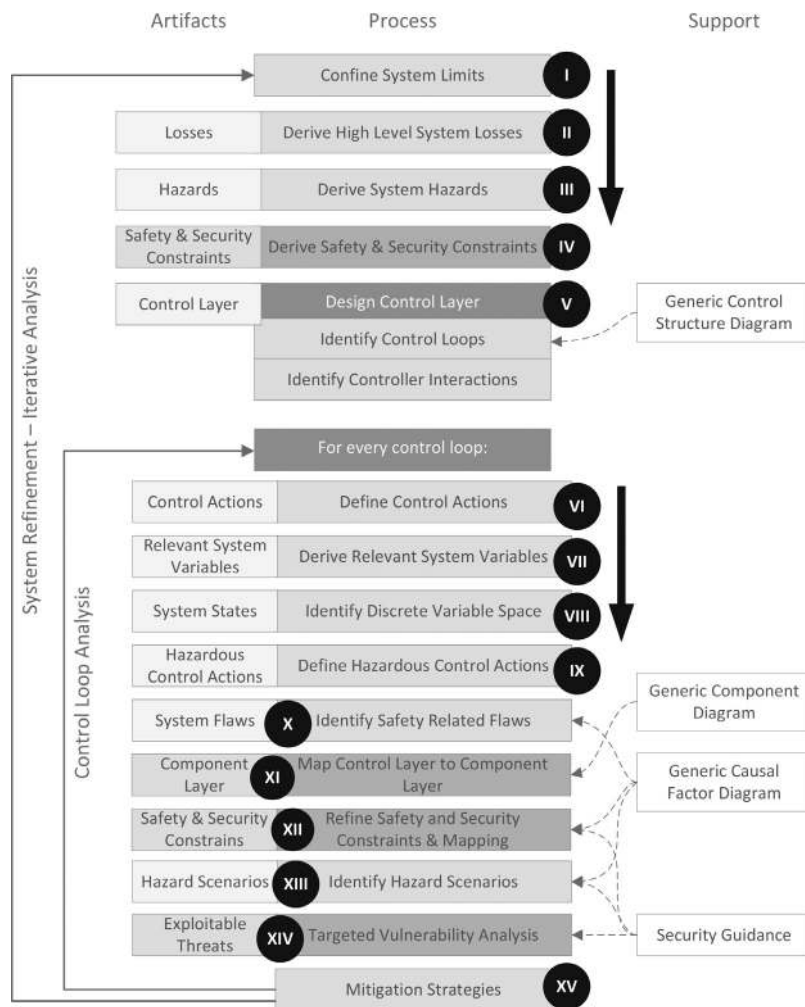 Artifacts Process Support
Confine System Limits I
Losses Derive High Level System Losses II
Hazards Derive System Hazards III
Safety & Security
Constraints
Derive Safety & Security Constraints IV
Control Layer Design Control Layer V
Identify Control Loops
Identify Controller Interactions
Generic Control
Structure Diagram
System Refinement – Iterative Analysis
For every control loop:
Control Loop Analysis
Control Actions Define Control Actions VI
Relevant System
Variables
Derive Relevant System Variables VII
System States Identify Discrete Variable Space VIII
Hazardous
Control Actions
Define Hazardous Control Actions IX
System Flaws X Identify Safety Related Flaws
Generic Component
Diagram
Component
Layer
XI
Map Control Layer to Component
Layer
Generic Causal
Factor Diagram
Safety & Security
Constrains
XII
Refine Safety and Security
Constraints & Mapping
Hazard Scenarios XIII Identify Hazard Scenarios
Exploitable
Threats
XIV Targeted Vulnerability Analysis
Security Guidance
Mitigation Strategies XV